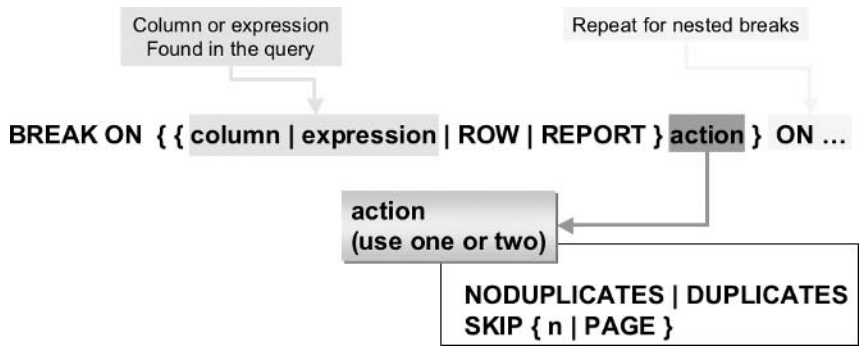 Column or expression
Found in the query
Repeat for nested breaks
BREAK ON { { column | expression | ROW | REPORT } action } ON ...
action
(use one or two)
NODUPLICATES | DUPLICATES
SKIP { n | PAGE }